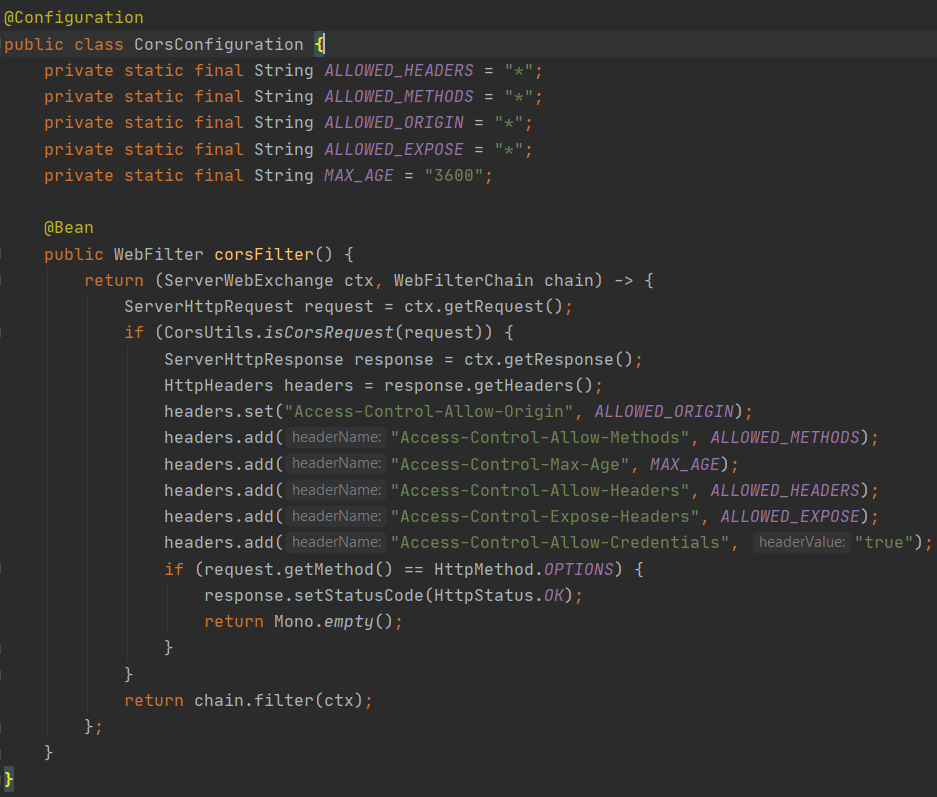 @Configuration
public class CorsConfiguration {
    private static final String ALLOWED_HEADERS = "*";
    private static final String ALLOWED_METHODS = "*";
    private static final String ALLOWED_ORIGIN = "*";
    private static final String ALLOWED_EXPOSE = "*";
    private static final String MAX_AGE = "3600";

    @Bean
    public WebFilter corsFilter() {
        return (ServerWebExchange ctx, WebFilterChain chain) -> {
            ServerHttpRequest request = ctx.getRequest();
            if (CorsUtils.isCorsRequest(request)) {
                ServerHttpResponse response = ctx.getResponse();
                HttpHeaders headers = response.getHeaders();
                headers.set("Access-Control-Allow-Origin", ALLOWED_ORIGIN);
                headers.add( headerName: "Access-Control-Allow-Methods", ALLOWED_METHODS);
                headers.add( headerName: "Access-Control-Max-Age", MAX_AGE);
                headers.add( headerName: "Access-Control-Allow-Headers", ALLOWED_HEADERS);
                headers.add( headerName: "Access-Control-Expose-Headers", ALLOWED_EXPOSE);
                headers.add( headerName: "Access-Control-Allow-Credentials", headerValue: "true");
                if (request.getMethod() == HttpMethod.OPTIONS) {
                    response.setStatusCode(HttpStatus.OK);
                    return Mono.empty();
                }
            }
            return chain.filter(ctx);
        };
    }
}